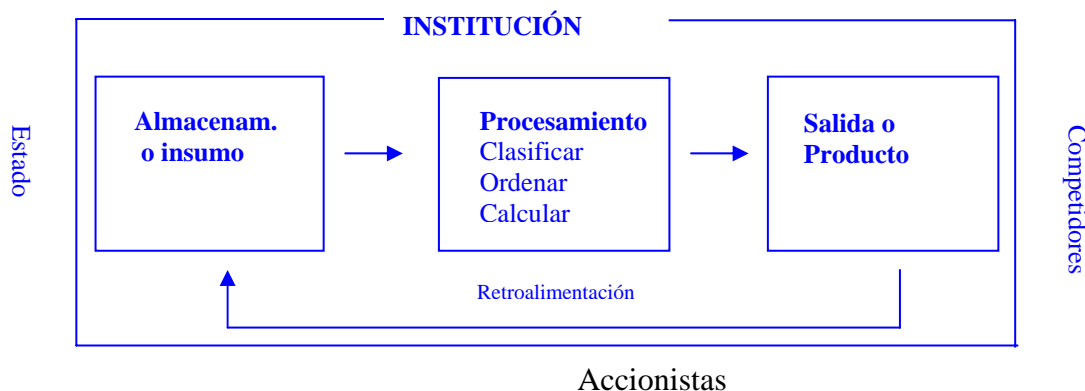 INSTITUCIÓN
Estado
Almacenam.
o insumo
Procesamiento
Clasificar
Ordenar
Calcular
Salida o
Producto
Competidores
Retroalimentación
Accionistas